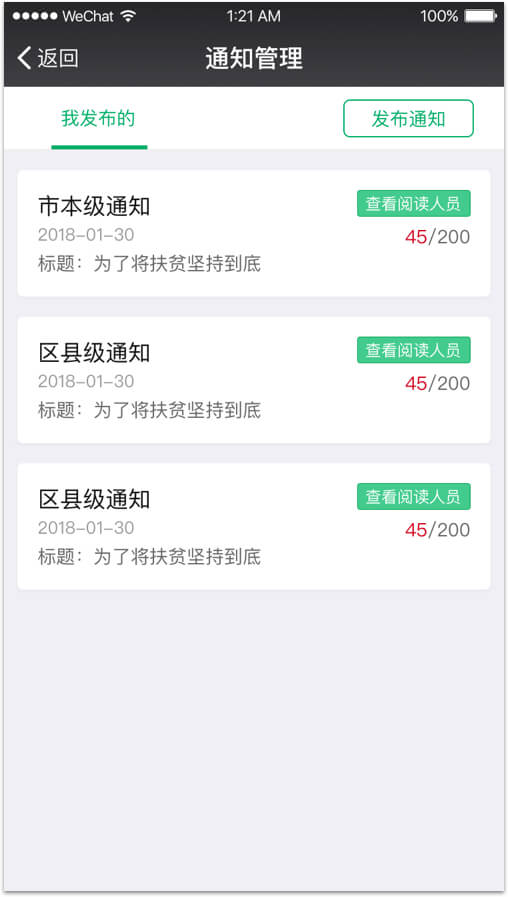 WeChat 1:21 AM 100%
返回 通知管理
我发布的 发布通知
市本级通知 查看阅读人员
2018-01-30 45/200
标题：为了将扶贫坚持到底
区县级通知 查看阅读人员
2018-01-30 45/200
标题：为了将扶贫坚持到底
区县级通知 查看阅读人员
2018-01-30 45/200
标题：为了将扶贫坚持到底